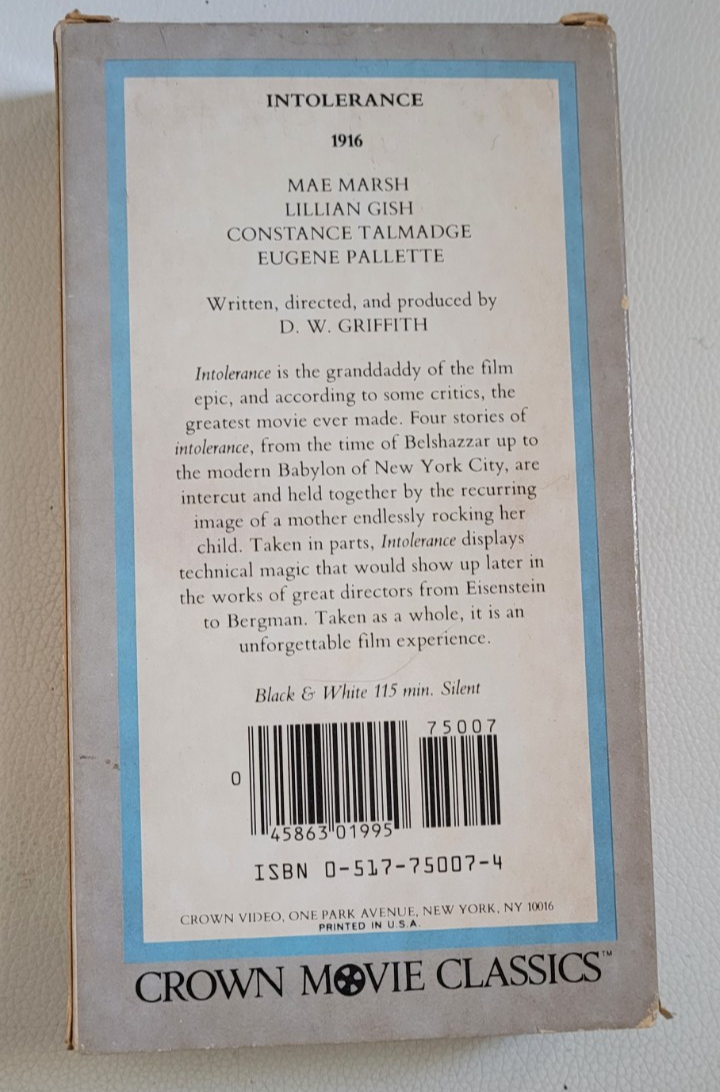 INTOLERANCE
1916
MAE MARSH
LILLIAN GISH
CONSTANCE TALMADGE
EUGENE PALLETTE
Written, directed, and produced by
D. W. GRIFFITH
Intolerance is the granddaddy of the film
epic, and according to some critics, the
greatest movie ever made. Four stories of
intolerance, from the time of Belshazzar up to
the modern Babylon of New York City, are
intercut and held together by the recurring
image of a mother endlessly rocking her
child. Taken in parts, Intolerance displays
technical magic that would show up later in
the works of great directors from Eisenstein
to Bergman. Taken as a whole, it is an
unforgettable film experience.
Black & White 115 min. Silent
75007
0
45863 01995
ISBN 0-517-75007-4
CROWN VIDEO, ONE PARK AVENUE, NEW YORK, NY 10016
PRINTED IN U.S.A.
CROWN MOVIE CLASSICS™